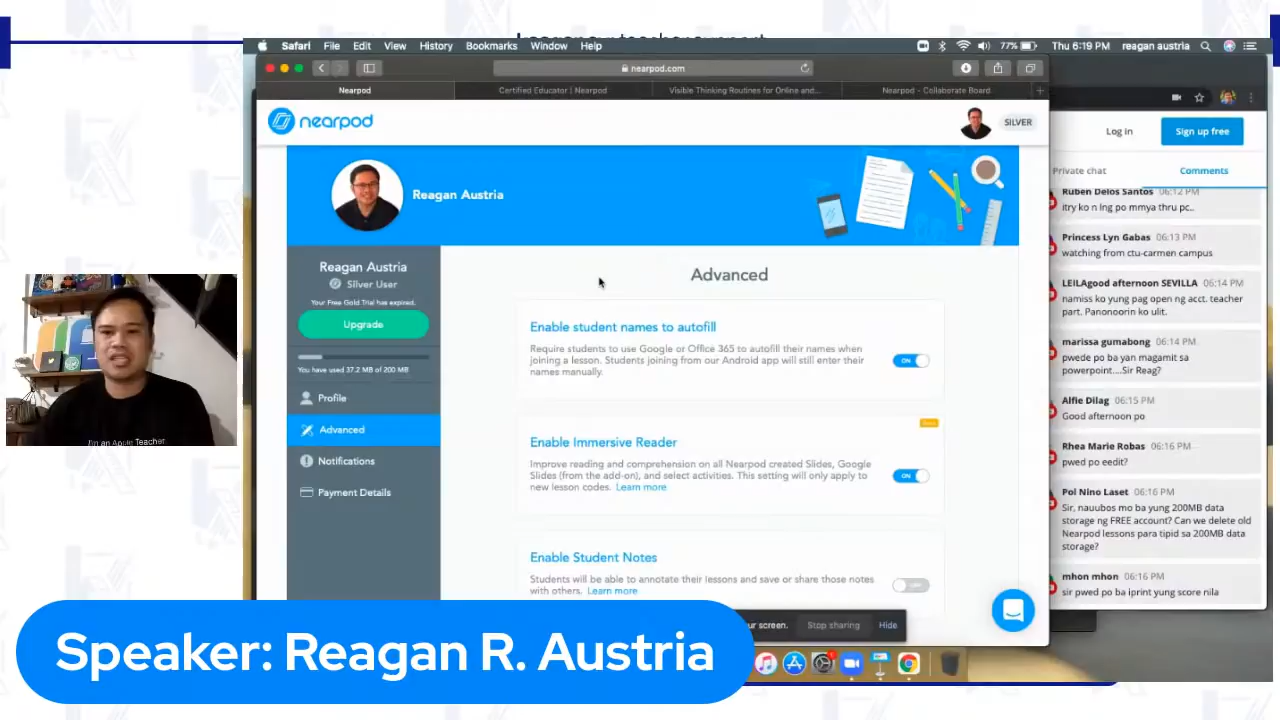 Safari File Edit View History Bookmarks Window Help
77% Thu 6:19 PM reagan austria
nearpod.com
Nearpod
Certified Educator | Nearpod
Visible Thinking Routines for Online and...
Nearpod - Collaborate Board
nearpod
SILVER
Reagan Austria
Reagan Austria
Silver User
Your Free Gold Trial has expired.
Upgrade
You have used 37.2 MB of 200 MB
Profile
Advanced
Notifications
Payment Details
Advanced
Enable student names to autofill
Require students to use Google or Office 365 to autofill their names when
joining a lesson. Students joining from our Android app will still enter their
names manually.
ON
Enable Immersive Reader
Improve reading and comprehension on all Nearpod created Slides, Google
Slides (from the add-on), and select activities. This setting will only apply to
new lesson codes. Learn more
ON
Enable Student Notes
Students will be able to annotate their lessons and save or share those notes
with others. Learn more
ur screen. Stop sharing Hide
Log in
Sign up free
Private chat
Comments
Ruben Delos Santos 06:12 PM
itry ko n lng po mmya thru pc..
Princess Lyn Gabas 06:13 PM
watching from ctu-carmen campus
LEILAgood afternoon SEVILLA 06:14 PM
namiss ko yung pag open ng acct. teacher
part. Panonoorin ko ulit.
marissa gumabong 06:14 PM
pwede po ba yan magamit sa
powerpoint....Sir Reag?
Alfie Dilag 06:15 PM
Good afternoon po
Rhea Marie Robas 06:16 PM
pwed po eedit?
Pol Nino Laset 06:16 PM
Sir, nauubos mo ba yung 200MB data
storage ng FREE account? Can we delete old
Nearpod lessons para tipid sa 200MB data
storage?
mhon mhon 06:16 PM
sir pwed po ba iprint yung score nila
I'm an Apple Teacher
Speaker: Reagan R. Austria